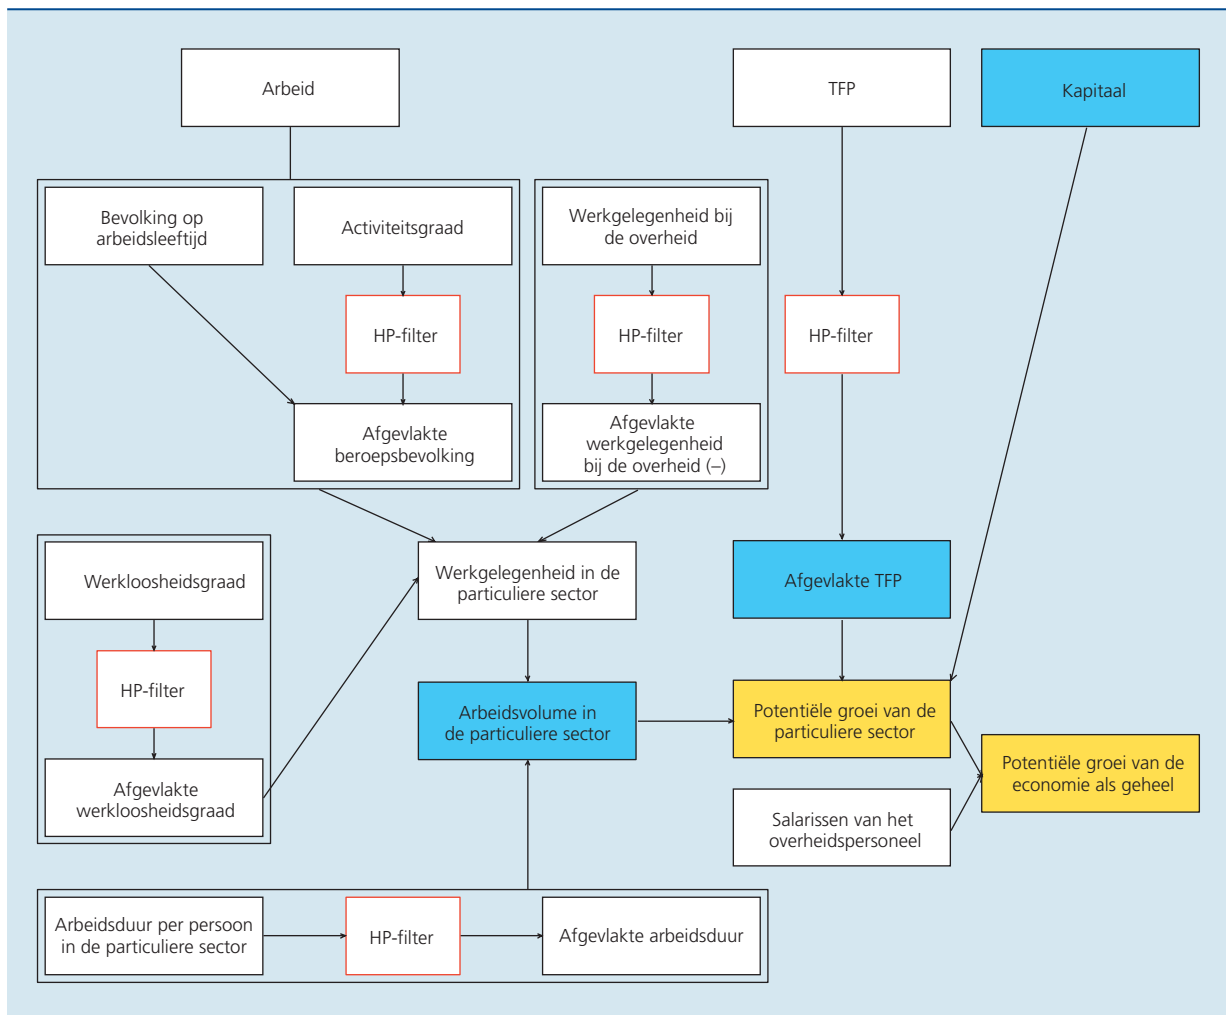 Arbeid
TFP
Kapitaal
Bevolking op
arbeidsleeftijd
Activiteitsgraad
Werkgelegenheid bij
de overheid
HP-filter
HP-filter
HP-filter
Afgevlakte
beroepsbevolking
Afgevlakte
werkgelegenheid
bij de overheid (–)
Werkloosheidsgraad
Werkgelegenheid in de
particuliere sector
Afgevlakte TFP
HP-filter
Arbeidsvolume in
de particuliere sector
Potentiële groei van de
particuliere sector
Potentiële groei van de
economie als geheel
Afgevlakte
werkloosheidsgraad
Salarissen van het
overheidspersoneel
Arbeidsduur per persoon
in de particuliere sector
HP-filter
Afgevlakte arbeidsduur